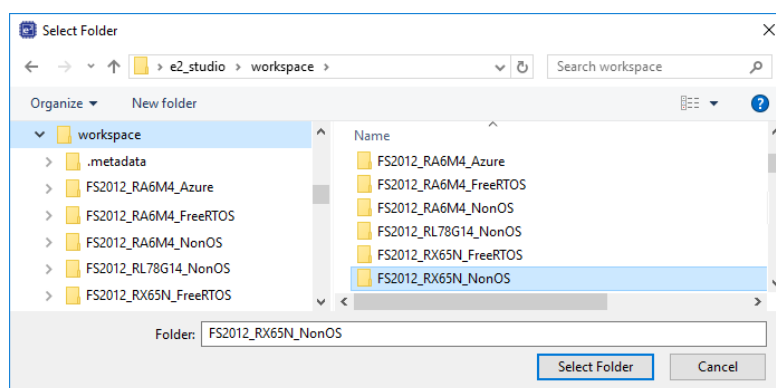 Select Folder
e2_studio > workspace >
Search workspace
Organize
New folder
workspace
.metadata
FS2012_RA6M4_Azure
FS2012_RA6M4_FreeRTOS
FS2012_RA6M4_NonOS
FS2012_RL78G14_NonOS
FS2012_RX65N_FreeRTOS
Name
FS2012_RA6M4_Azure
FS2012_RA6M4_FreeRTOS
FS2012_RA6M4_NonOS
FS2012_RL78G14_NonOS
FS2012_RX65N_FreeRTOS
FS2012_RX65N_NonOS
Folder: FS2012_RX65N_NonOS
Select Folder
Cancel